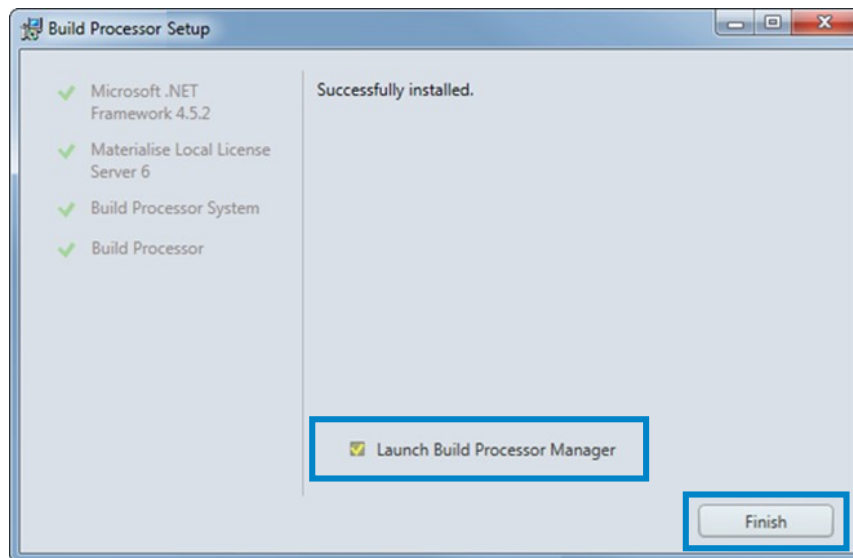 Build Processor Setup
Microsoft .NET
Framework 4.5.2
Materialise Local License
Server 6
Build Processor System
Build Processor
Successfully installed.
Launch Build Processor Manager
Finish